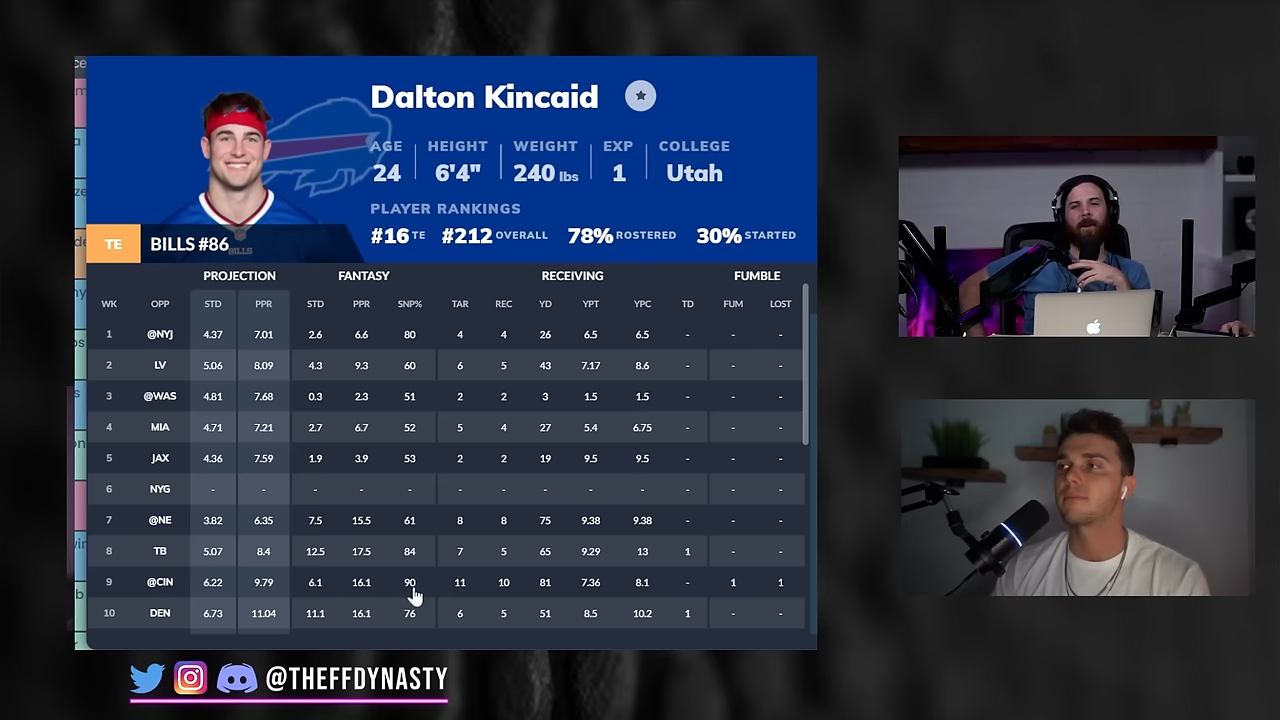 Dalton Kincaid
AGE HEIGHT WEIGHT EXP COLLEGE
24 6'4" 240 lbs 1 Utah
PLAYER RANKINGS
#16 TE #212 OVERALL 78% ROSTERED 30% STARTED
TE BILLS #86
PROJECTION FANTASY RECEIVING FUMBLE
WK OPP STD PPR STD PPR SNP% TAR REC YD YPT YPC TD FUM LOST
1 @NYJ 4.37 7.01 2.6 6.6 80 4 4 26 6.5 6.5 - - -
2 LV 5.06 8.09 4.3 9.3 60 6 5 43 7.17 8.6 - - -
3 @WAS 4.81 7.68 0.3 2.3 51 2 2 3 1.5 1.5 - - -
4 MIA 4.71 7.21 2.7 6.7 52 5 4 27 5.4 6.75 - - -
5 JAX 4.36 7.59 1.9 3.9 53 2 2 19 9.5 9.5 - - -
6 NYG - - - - - - - - - - - - -
7 @NE 3.82 6.35 7.5 15.5 61 8 8 75 9.38 9.38 - - -
8 TB 5.07 8.4 12.5 17.5 84 7 5 65 9.29 13 1 - -
9 @CIN 6.22 9.79 6.1 16.1 90 11 10 81 7.36 8.1 - 1 1
10 DEN 6.73 11.04 11.1 16.1 76 6 5 51 8.5 10.2 1 - -
@THEFFDYNASTY